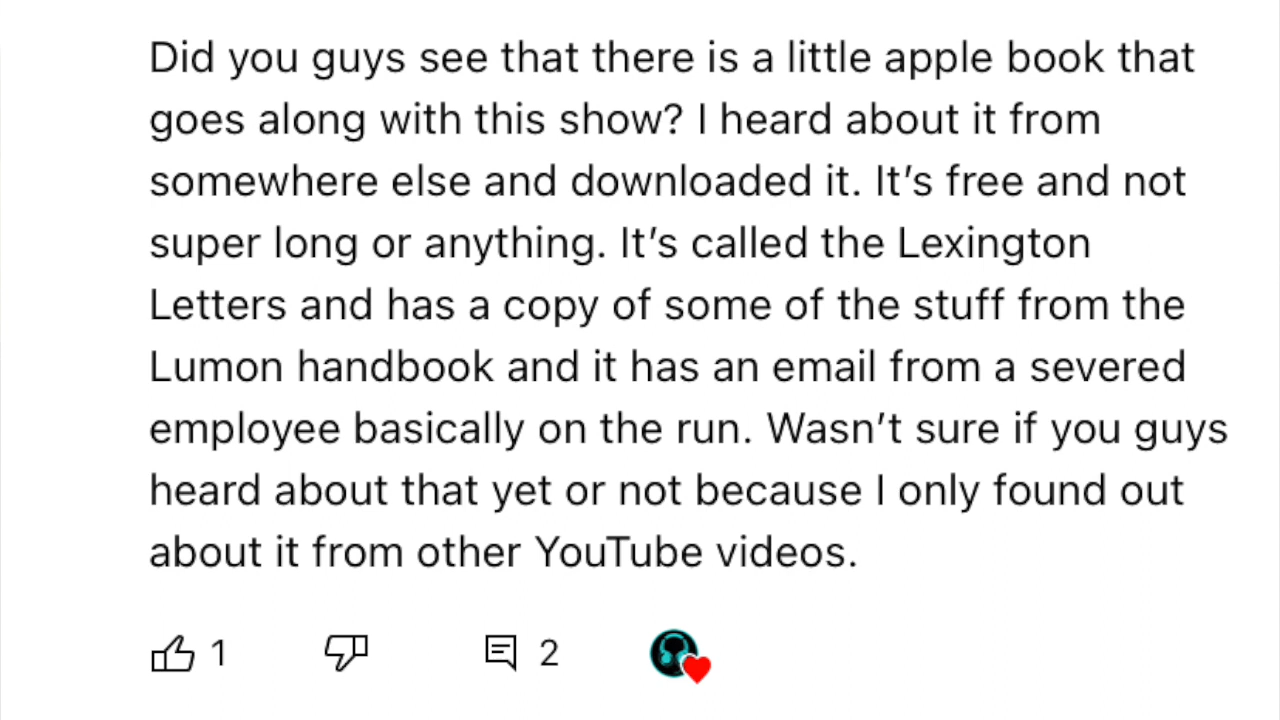 Did you guys see that there is a little apple book that
goes along with this show? I heard about it from
somewhere else and downloaded it. It’s free and not
super long or anything. It’s called the Lexington
Letters and has a copy of some of the stuff from the
Lumon handbook and it has an email from a severed
employee basically on the run. Wasn’t sure if you guys
heard about that yet or not because I only found out
about it from other YouTube videos.
1 2